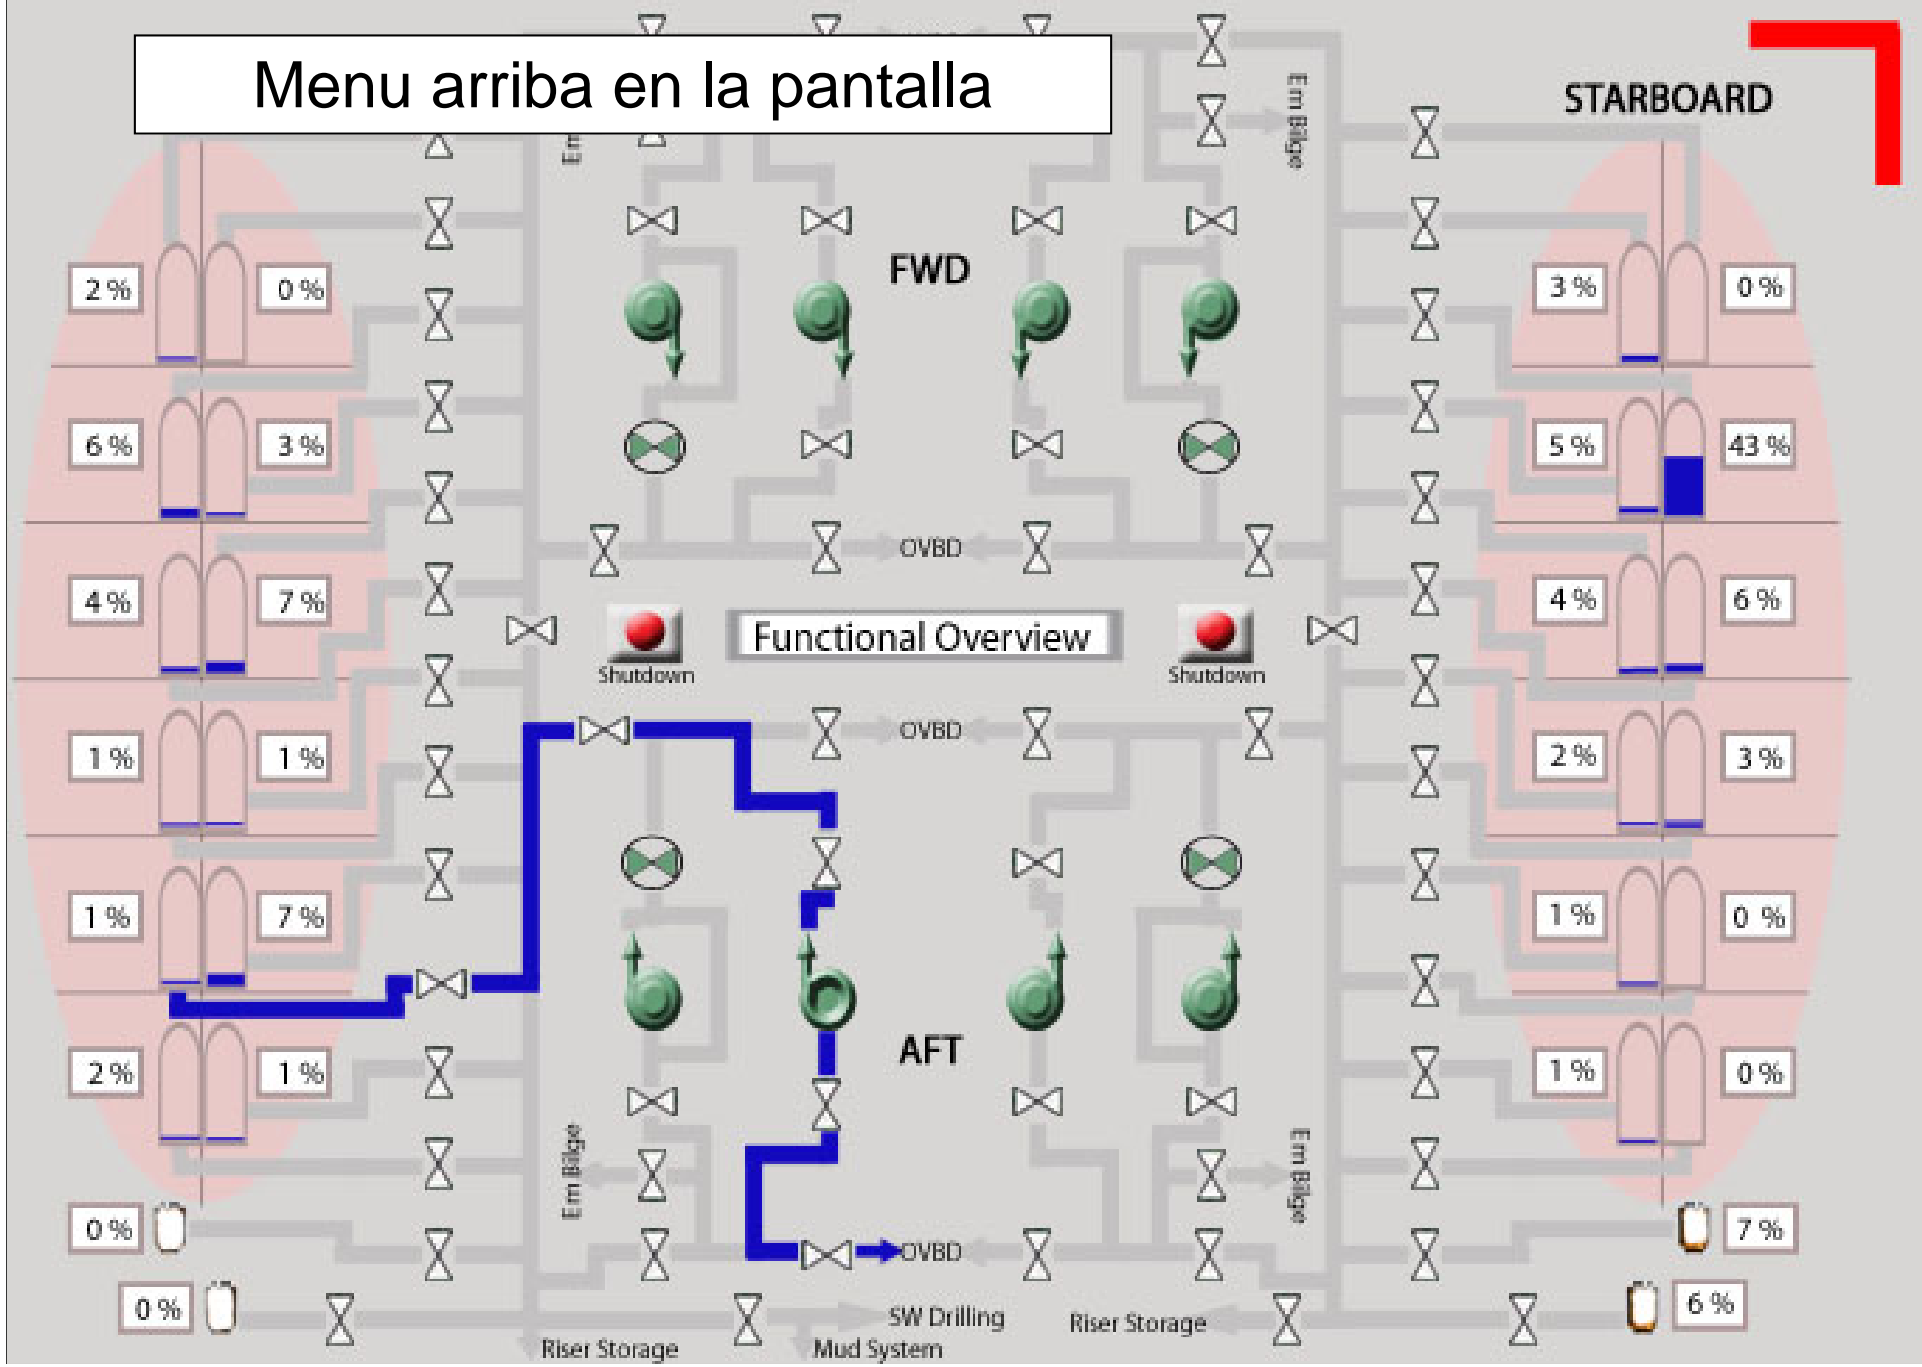 Menu arriba en la pantalla
STARBOARD
Em Bilge
Em
FWD
2 %
0 %
3 %
0 %
6 %
3 %
5 %
43 %
OVBD
4 %
7 %
4 %
6 %
Functional Overview
Shutdown
Shutdown
OVBD
1 %
1 %
2 %
3 %
1 %
7 %
1 %
0 %
AFT
2 %
1 %
1 %
0 %
Em Bilge
Em Bilge
0 %
7 %
OVBD
0 %
6 %
SW Drilling
Riser Storage
Riser Storage
Mud System